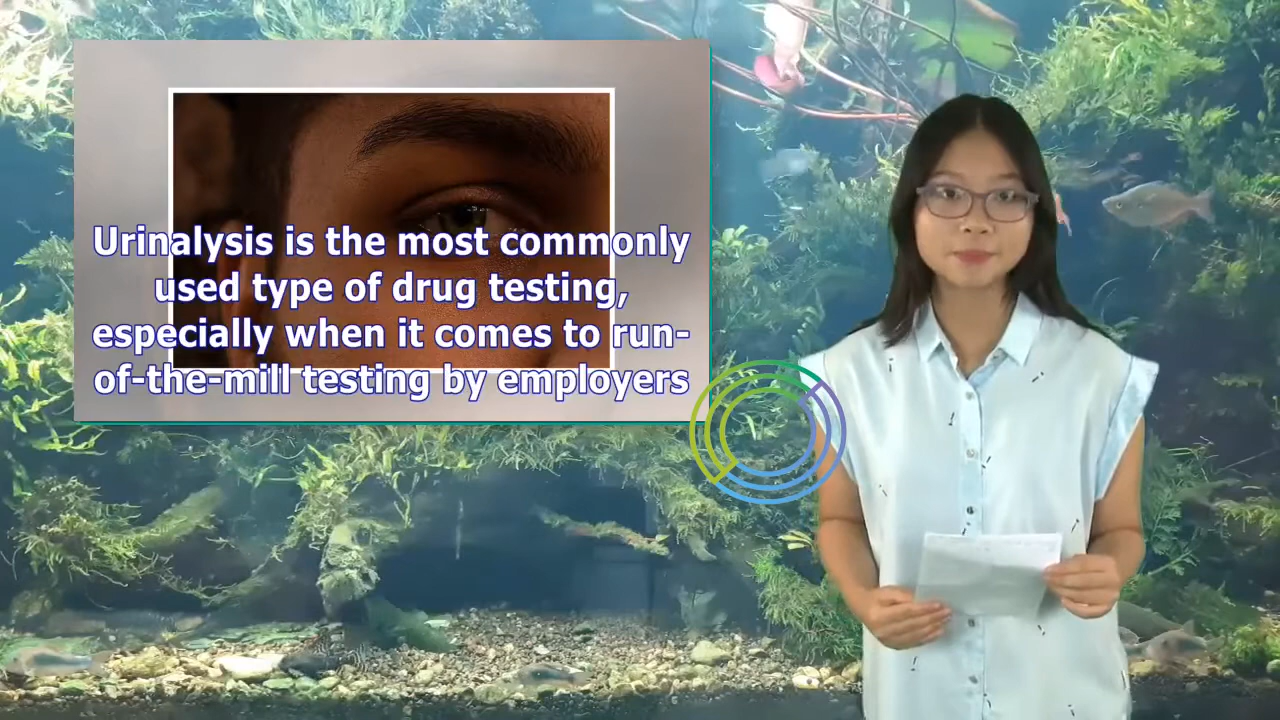 Urinalysis is the most commonly
used type of drug testing,
especially when it comes to run-
of-the-mill testing by employers